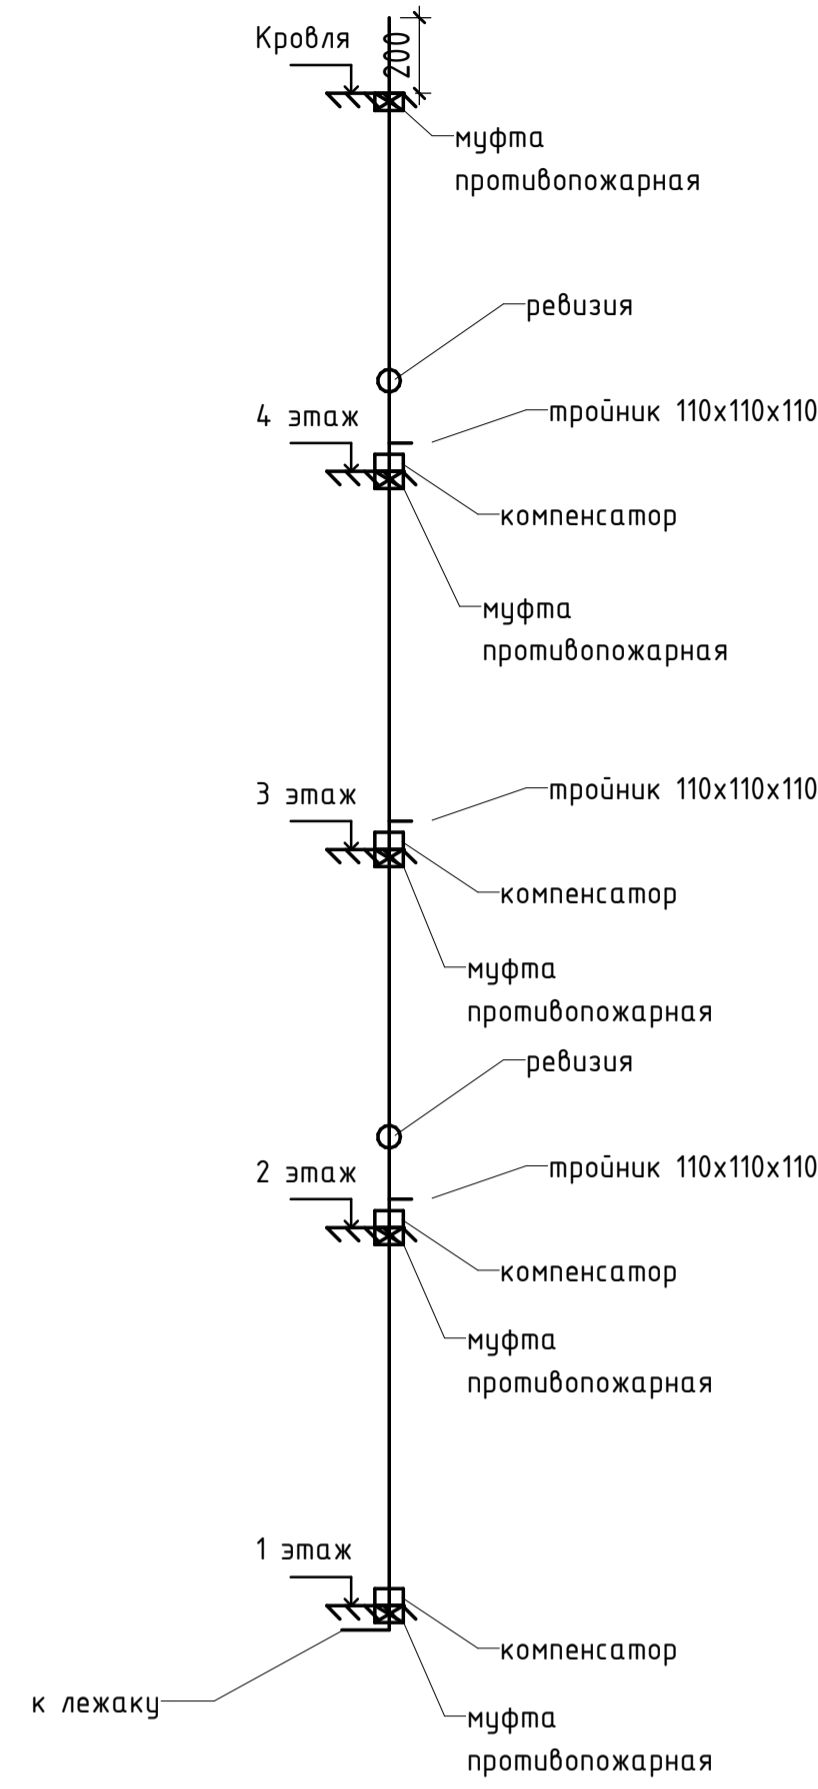 Кровля
200
муфта
противопожарная
ревизия
4 этаж
тройник 110х110х110
компенсатор
муфта
противопожарная
3 этаж
тройник 110х110х110
компенсатор
муфта
противопожарная
ревизия
2 этаж
тройник 110х110х110
компенсатор
муфта
противопожарная
1 этаж
компенсатор
к лежаку
муфта
противопожарная